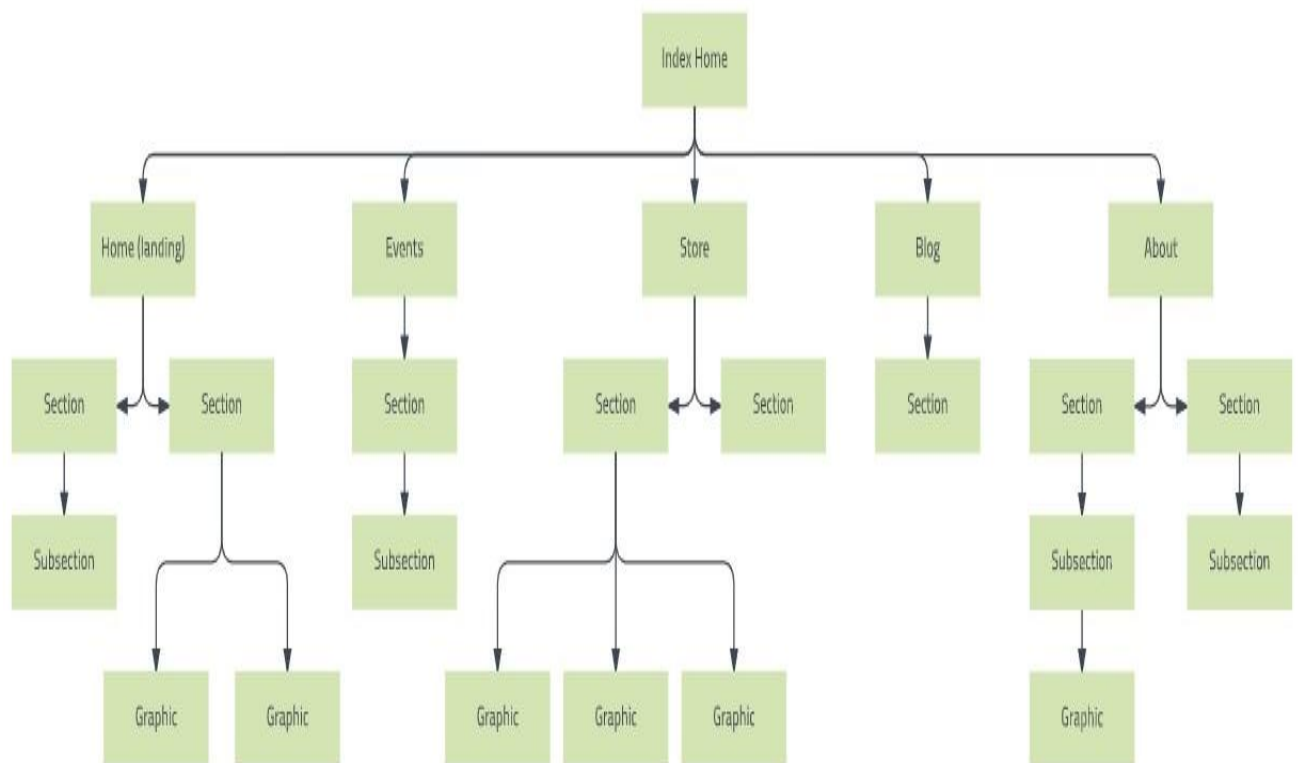 Index Home
Home (landing)
Events
Store
Blog
About
Section
Section
Section
Section
Section
Section
Section
Section
Subsection
Subsection
Subsection
Subsection
Graphic
Graphic
Graphic
Graphic
Graphic
Graphic